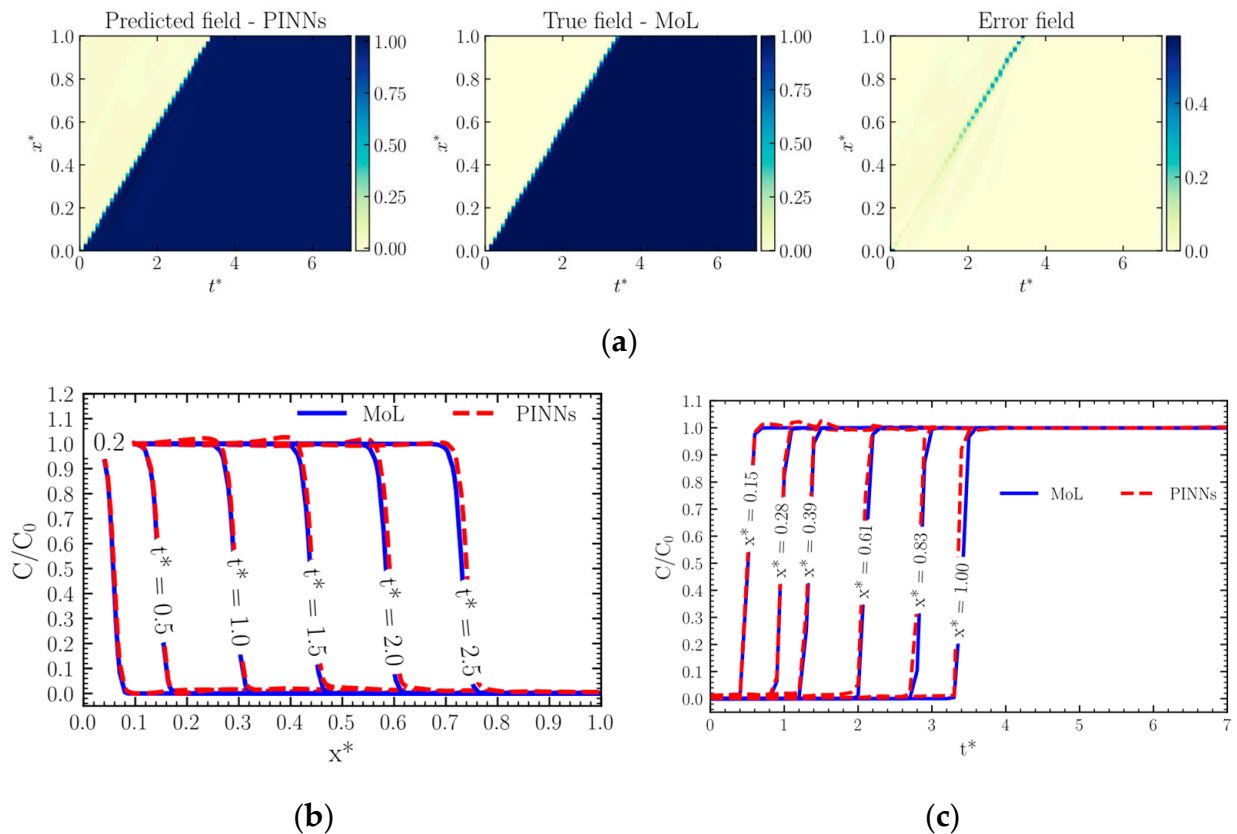 Predicted field - PINNs
True field - MoL
Error field
1.0
0.8
0.6
0.4
0.2
0.0
x*
0 2 4 6
t*
1.00
0.75
0.50
0.25
0.00
1.0
0.8
0.6
0.4
0.2
0.0
x*
0 2 4 6
t*
1.00
0.75
0.50
0.25
0.00
1.0
0.8
0.6
0.4
0.2
0.0
x*
0 2 4 6
t*
0.4
0.2
0.0
(a)
1.2
1.1
1.0
0.9
0.8
0.7
0.6
0.5
0.4
0.3
0.2
0.1
0.0
C/C0
MoL PINNs
0.2
t* = 0.5
t* = 1.0
t* = 1.5
t* = 2.0
t* = 2.5
0.0 0.1 0.2 0.3 0.4 0.5 0.6 0.7 0.8 0.9 1.0
x*
(b)
1.1
1.0
0.9
0.8
0.7
0.6
0.5
0.4
0.3
0.2
0.1
0.0
C/C0
MoL PINNs
x* = 0.15
x* = 0.28
x* = 0.39
x* = 0.61
x* = 0.83
x* = 1.00
0 1 2 3 4 5 6 7
t*
(c)